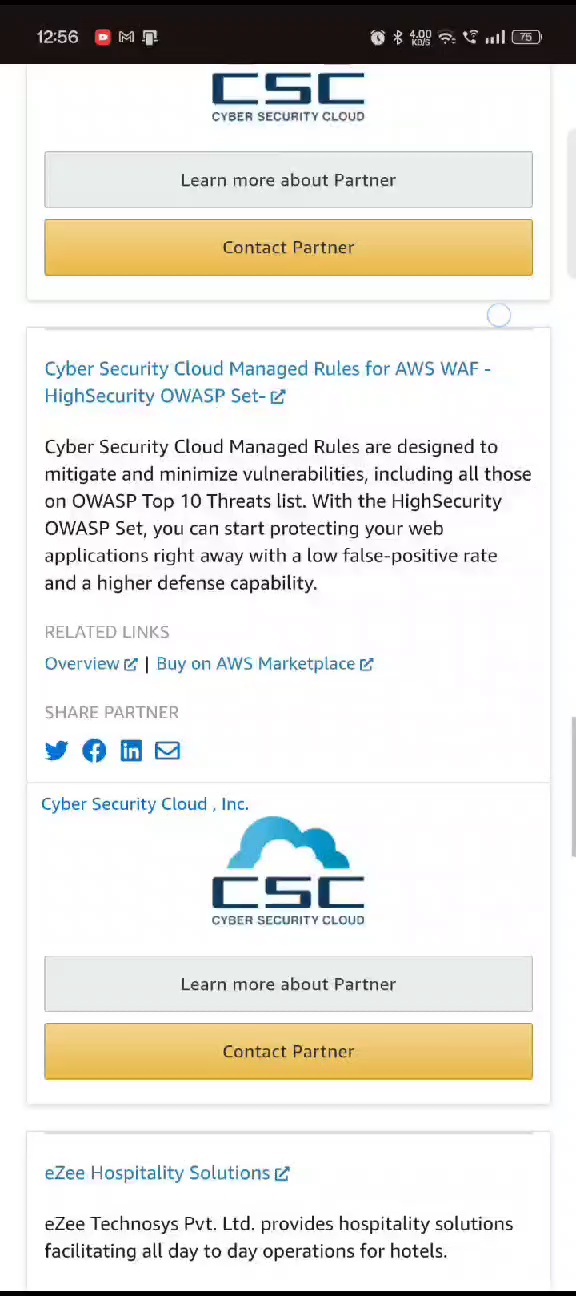 12:56 4.00 KB/S 75
CSC
CYBER SECURITY CLOUD
Learn more about Partner
Contact Partner
Cyber Security Cloud Managed Rules for AWS WAF -
HighSecurity OWASP Set-
Cyber Security Cloud Managed Rules are designed to
mitigate and minimize vulnerabilities, including all those
on OWASP Top 10 Threats list. With the HighSecurity
OWASP Set, you can start protecting your web
applications right away with a low false-positive rate
and a higher defense capability.
RELATED LINKS
Overview | Buy on AWS Marketplace
SHARE PARTNER
Cyber Security Cloud , Inc.
CSC
CYBER SECURITY CLOUD
Learn more about Partner
Contact Partner
eZee Hospitality Solutions
eZee Technosys Pvt. Ltd. provides hospitality solutions
facilitating all day to day operations for hotels.